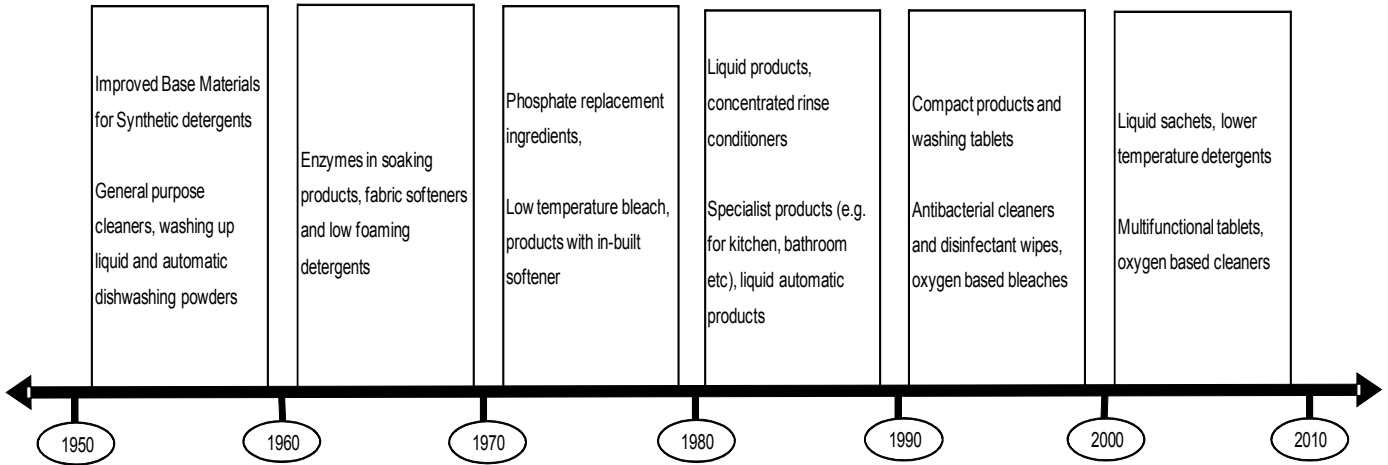 Improved Base Materials
for Synthetic detergents
General purpose
cleaners, washing up
liquid and automatic
dishwashing powders
Enzymes in soaking
products, fabric softeners
and low foaming
detergents
Phosphate replacement
ingredients,
Low temperature bleach,
products with in-built
softener
Liquid products,
concentrated rinse
conditioners
Specialist products (e.g.
for kitchen, bathroom
etc), liquid automatic
products
Compact products and
washing tablets
Antibacterial cleaners
and disinfectant wipes,
oxygen based bleaches
Liquid sachets, lower
temperature detergents
Multifunctional tablets,
oxygen based cleaners
1950
1960
1970
1980
1990
2000
2010